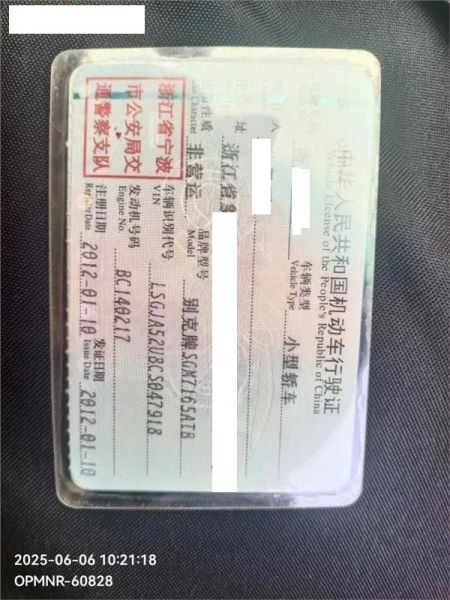 中华人民共和国机动车行驶证
Vehicle License of the People's Republic of China
车辆类型 小型轿车
Vehicle Type
人
址 浙江省
性质 非营运 品牌型号 别克牌SGM7165ATB
Character Model
浙江省宁波
市公安局交
通警察支队
车辆识别代号 LSGJA52U8CS047918
VIN
发动机号码 BC140217
Engine No.
注册日期 2012-01-10 发证日期 2012-01-10
Register Date Issue Date
2025-06-06 10:21:18
OPMNR-60828